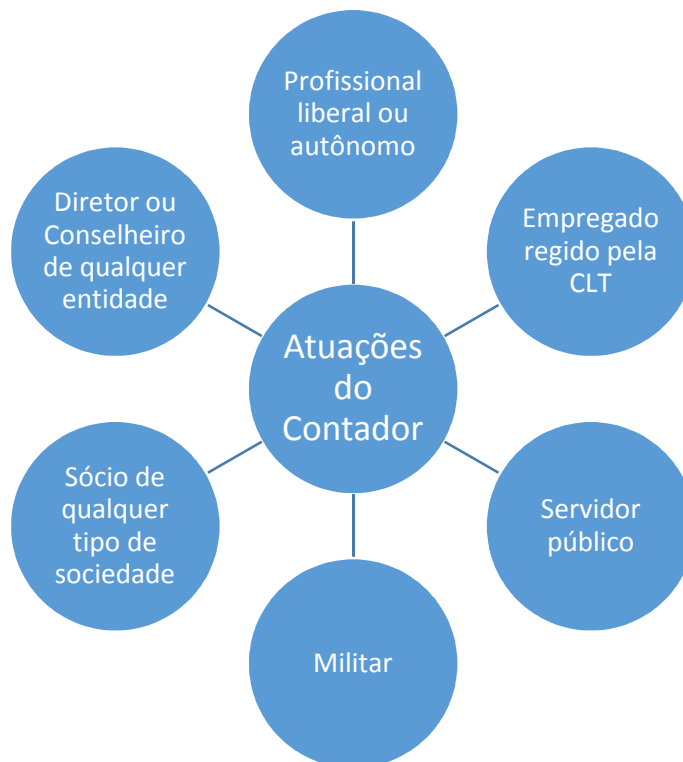 Profissional
liberal ou
autônomo
Diretor ou
Conselheiro
de qualquer
entidade
Empregado
regido pela
CLT
Atuações
do
Contador
Sócio de
qualquer
tipo de
sociedade
Servidor
público
Militar